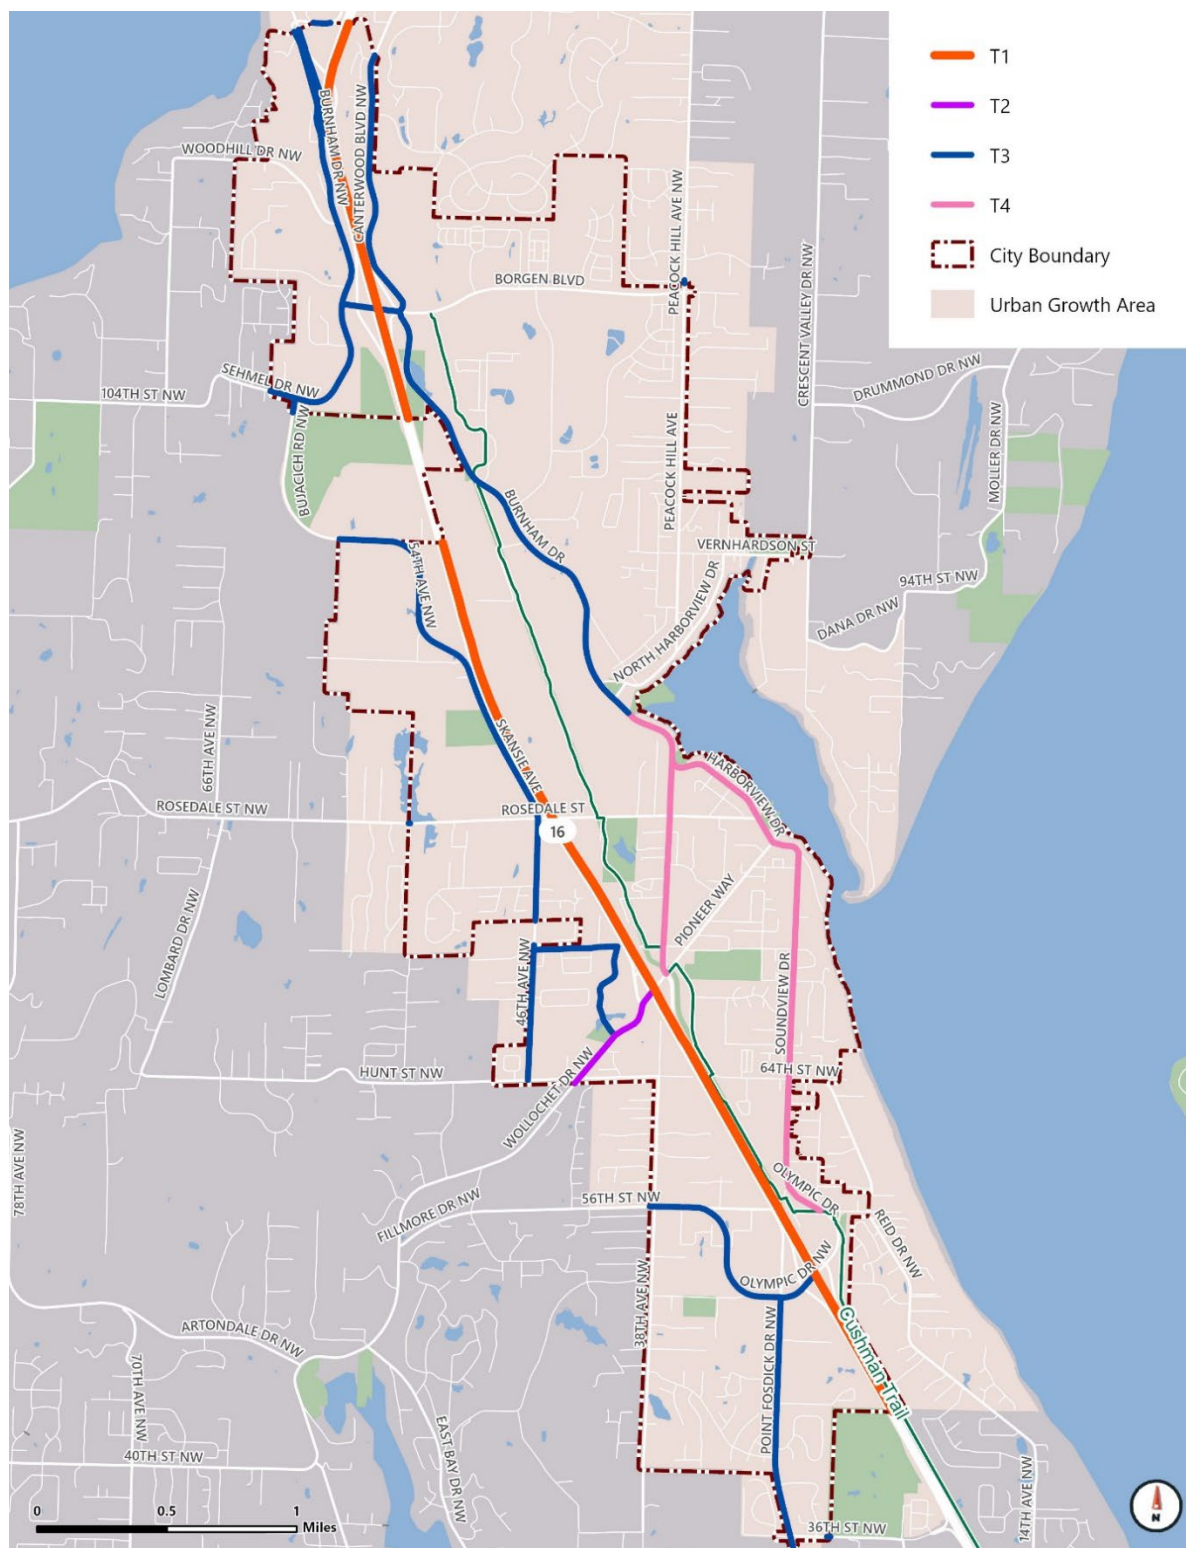 T1
T2
T3
T4
City Boundary
Urban Growth Area
BURNHAM DR NW
CANTERWOOD BLVD NW
WOODHILL DR NW
PEACOCK HILL AVE NW
CRESCENT VALLEY DR NW
BORGEN BLVD
SEHMEL DR NW
104TH ST NW
DRUMMOND DR NW
BUJACICH RD NW
MOLLER DR NW
PEACOCK HILL AVE
BURNHAM DR
VERNHARDSON ST
94TH ST NW
54TH AVE NW
DANA DR NW
NORTH HARBORVIEW DR
66TH AVE NW
SKANSIE AVE
HARBORVIEW DR
ROSEDALE ST NW
ROSEDALE ST
16
PIONEER WAY
LOMBARD DR NW
46TH AVE NW
SOUNDVIEW DR
HUNT ST NW
64TH ST NW
WOLLOCHET DR NW
78TH AVE NW
OLYMPIC DR
56TH ST NW
FILLMORE DR NW
REID DR NW
OLYMPIC DR NW
38TH AVE NW
ARTONDALE DR NW
Cushman Trail
70TH AVE NW
POINT FOSDICK DR NW
EAST BAY DR NW
40TH ST NW
14TH AVE NW
0 0.5 1
Miles
36TH ST NW
N